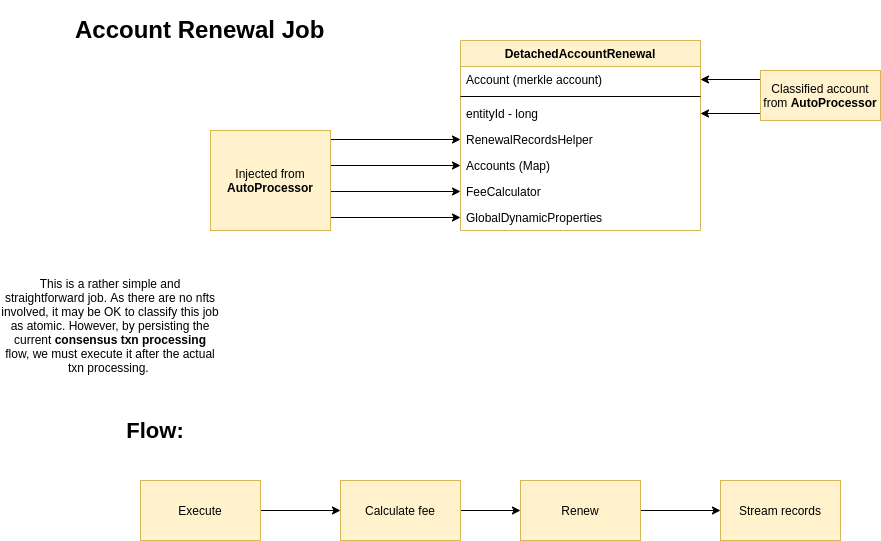 Account Renewal Job
DetachedAccountRenewal
Account (merkle account)
entityId - long
RenewalRecordsHelper
Accounts (Map)
FeeCalculator
GlobalDynamicProperties
Classified account
from AutoProcessor
Injected from
AutoProcessor
This is a rather simple and
straightforward job. As there are no nfts
involved, it may be OK to classify this job
as atomic. However, by persisting the
current consensus txn processing
flow, we must execute it after the actual
txn processing.
Flow:
Execute
Calculate fee
Renew
Stream records